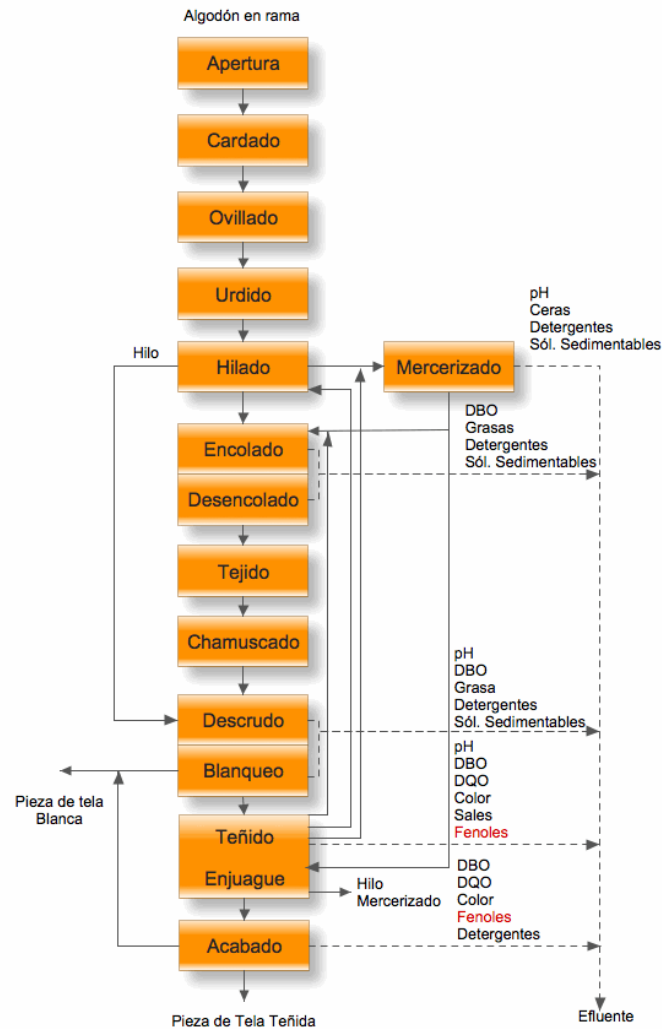 Algodón en rama
Apertura
Cardado
Ovillado
Urdido
pH
Ceras
Detergentes
Sól. Sedimentables
Hilo
Hilado
Mercerizado
DBO
Grasas
Detergentes
Sól. Sedimentables
Encolado
Desencolado
Tejido
Chamuscado
pH
DBO
Grasa
Detergentes
Sól. Sedimentables
Descrudo
Blanqueo
Pieza de tela
Blanca
pH
DBO
DQO
Color
Sales
Fenoles
Teñido
Enjuague
Hilo
Mercerizado
DBO
DQO
Color
Fenoles
Detergentes
Acabado
Pieza de Tela Teñida
Efluente